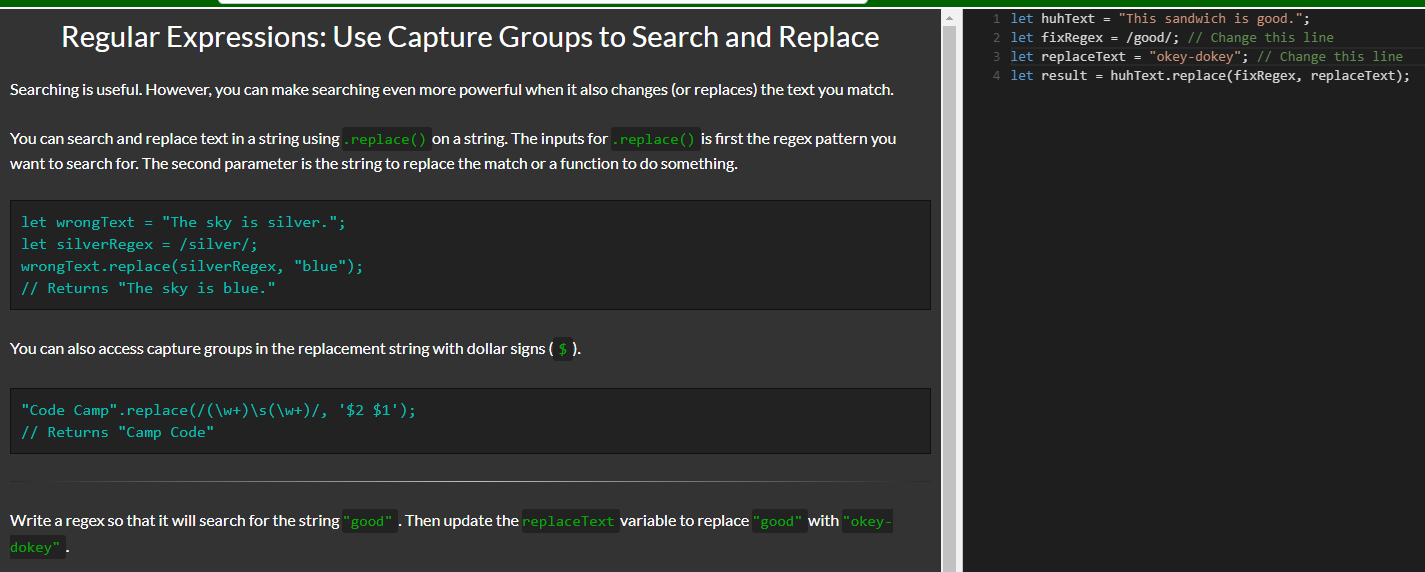 Regular Expressions: Use Capture Groups to Search and Replace
Searching is useful. However, you can make searching even more powerful when it also changes (or replaces) the text you match.
You can search and replace text in a string using .replace() on a string. The inputs for .replace() is first the regex pattern you
want to search for. The second parameter is the string to replace the match or a function to do something.
let wrongText = "The sky is silver.";
let silverRegex = /silver/;
wrongText.replace(silverRegex, "blue");
// Returns "The sky is blue."
You can also access capture groups in the replacement string with dollar signs ( $ ).
"Code Camp".replace(/(\w+)\s(\w+)/, '$2 $1');
// Returns "Camp Code"
Write a regex so that it will search for the string "good" . Then update the replaceText variable to replace "good" with "okey-
dokey" .
1 let huhText = "This sandwich is good.";
2 let fixRegex = /good/; // Change this line
3 let replaceText = "okey-dokey"; // Change this line
4 let result = huhText.replace(fixRegex, replaceText);